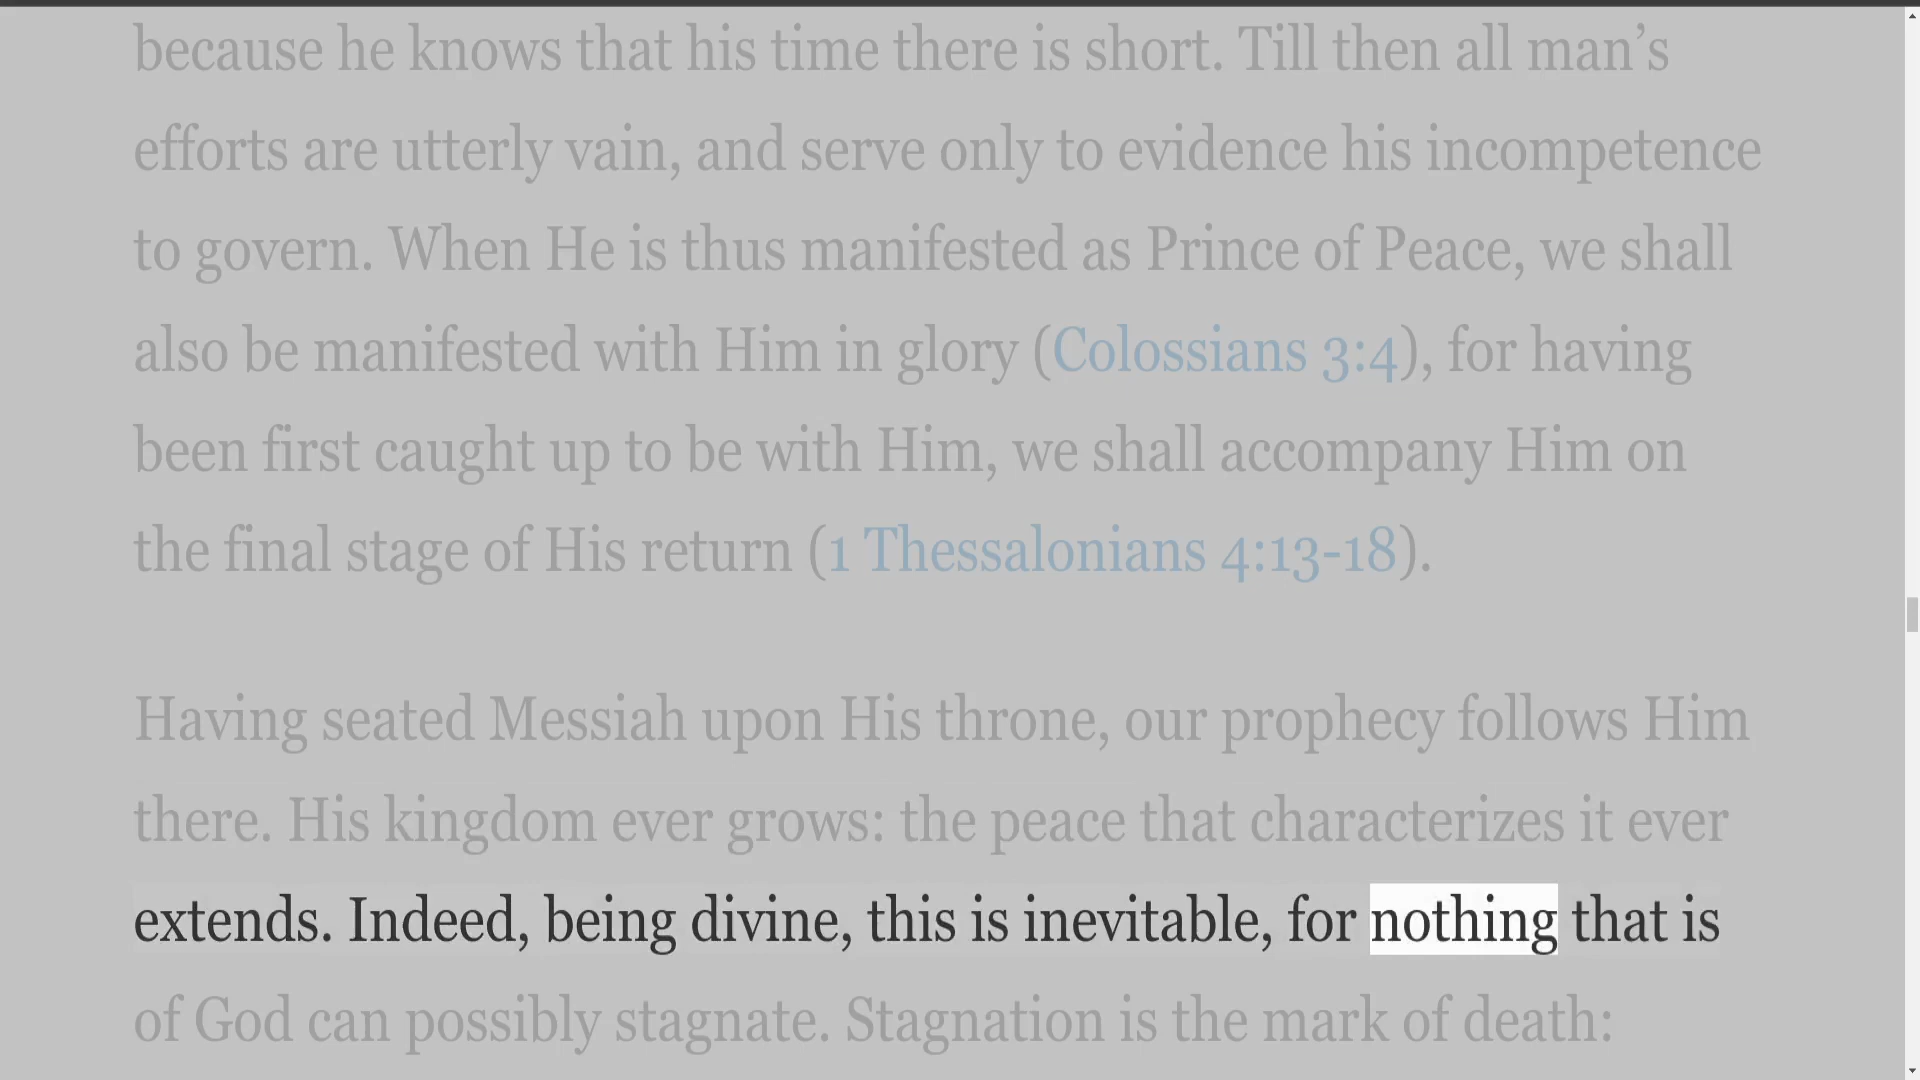 because he knows that his time there is short. Till then all man’s
efforts are utterly vain, and serve only to evidence his incompetence
to govern. When He is thus manifested as Prince of Peace, we shall
also be manifested with Him in glory (Colossians 3:4), for having
been first caught up to be with Him, we shall accompany Him on
the final stage of His return (1 Thessalonians 4:13-18).
Having seated Messiah upon His throne, our prophecy follows Him
there. His kingdom ever grows: the peace that characterizes it ever
extends. Indeed, being divine, this is inevitable, for nothing that is
of God can possibly stagnate. Stagnation is the mark of death: